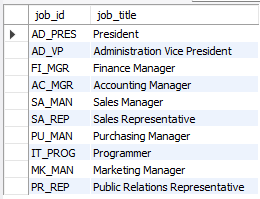 job_id job_title
AD_PRES President
AD_VP Administration Vice President
FI_MGR Finance Manager
AC_MGR Accounting Manager
SA_MAN Sales Manager
SA_REP Sales Representative
PU_MAN Purchasing Manager
IT_PROG Programmer
MK_MAN Marketing Manager
PR_REP Public Relations Representative